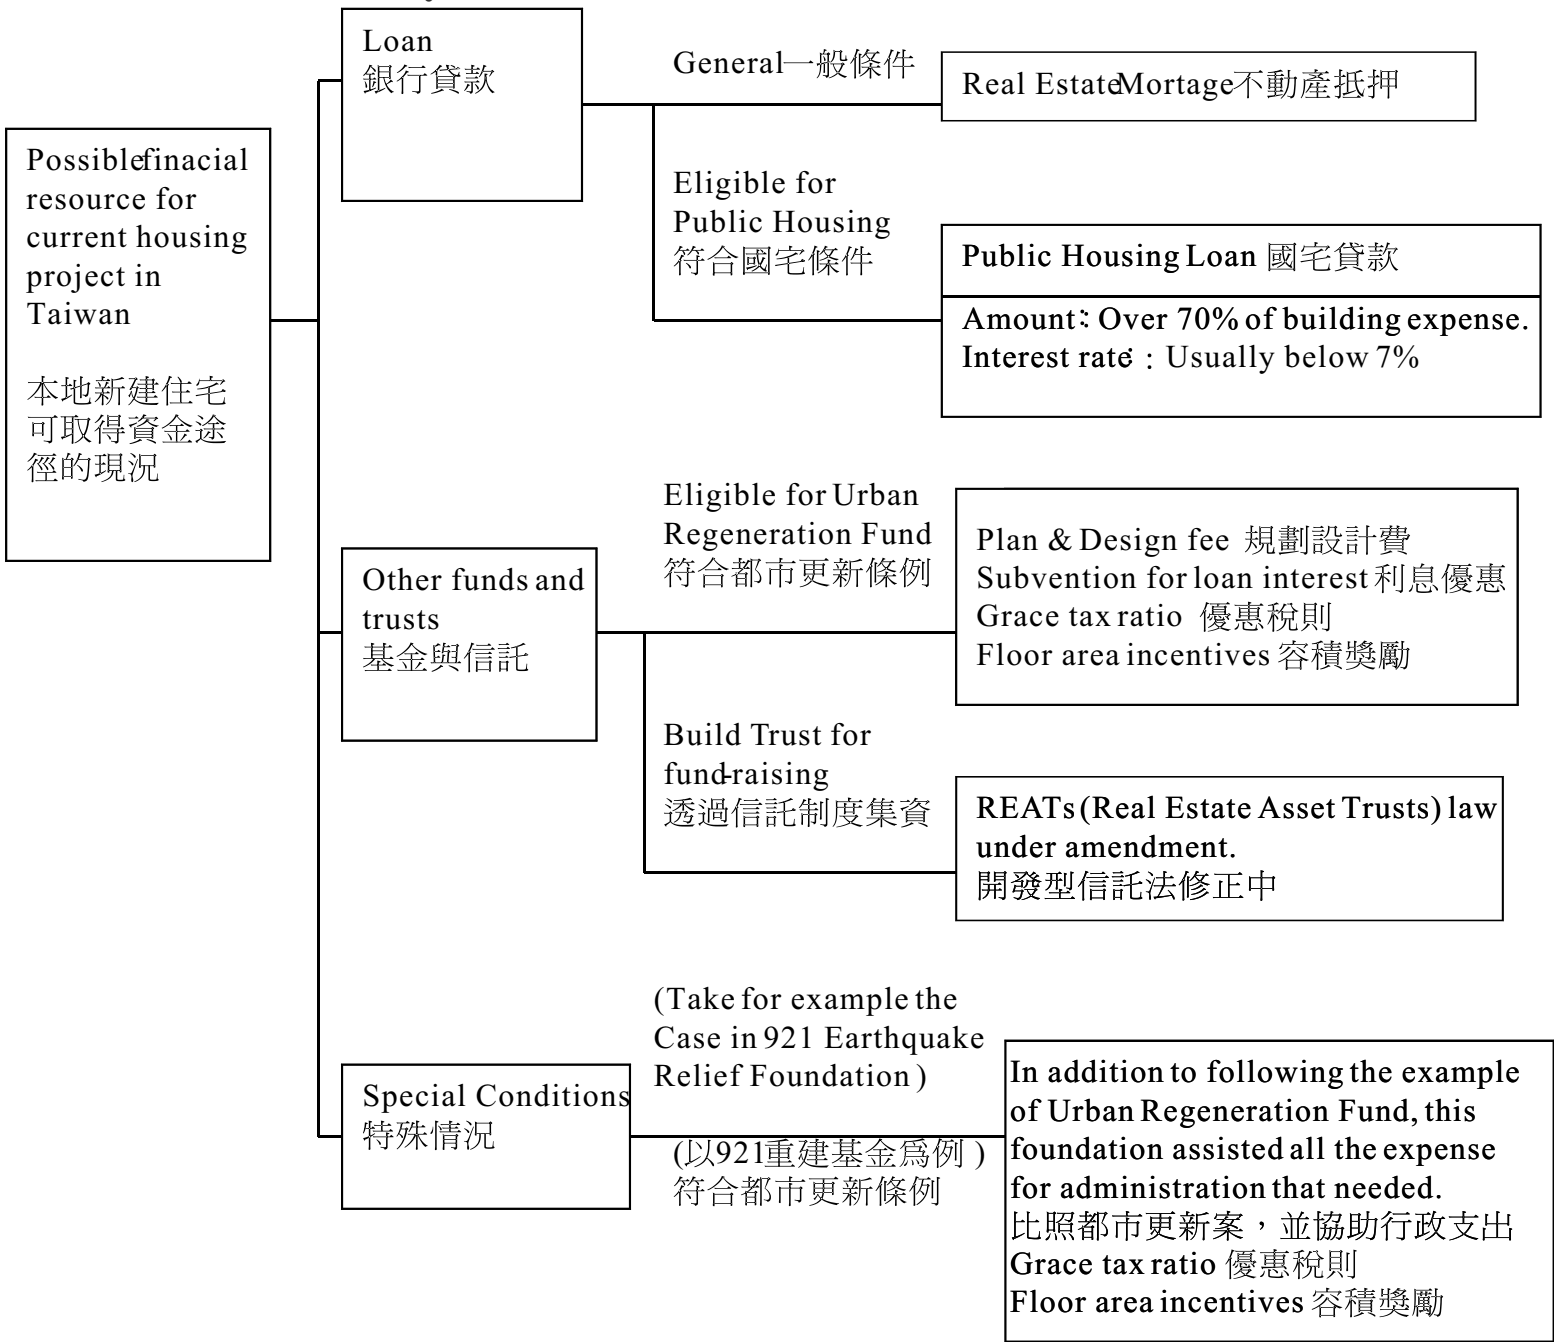 Possible finacial
resource for
current housing
project in
Taiwan
本地新建住宅
可取得資金途
徑的現況
Loan
銀行貸款
General一般條件
Real Estate Mortage不動產抵押
Eligible for
Public Housing
符合國宅條件
Public Housing Loan 國宅貸款
Amount：Over 70% of building expense.
Interest rate：Usually below 7%
Other funds and
trusts
基金與信託
Eligible for Urban
Regeneration Fund
符合都市更新條例
Plan & Design fee 規劃設計費
Subvention for loan interest 利息優惠
Grace tax ratio 優惠稅則
Floor area incentives 容積獎勵
Build Trust for
fund-raising
透過信託制度集資
REATs (Real Estate Asset Trusts) law
under amendment.
開發型信託法修正中
Special Conditions
特殊情況
(Take for example the
Case in 921 Earthquake
Relief Foundation )
(以921重建基金爲例 )
符合都市更新條例
In addition to following the example
of Urban Regeneration Fund, this
foundation assisted all the expense
for administration that needed.
比照都市更新案，並協助行政支出
Grace tax ratio 優惠稅則
Floor area incentives 容積獎勵